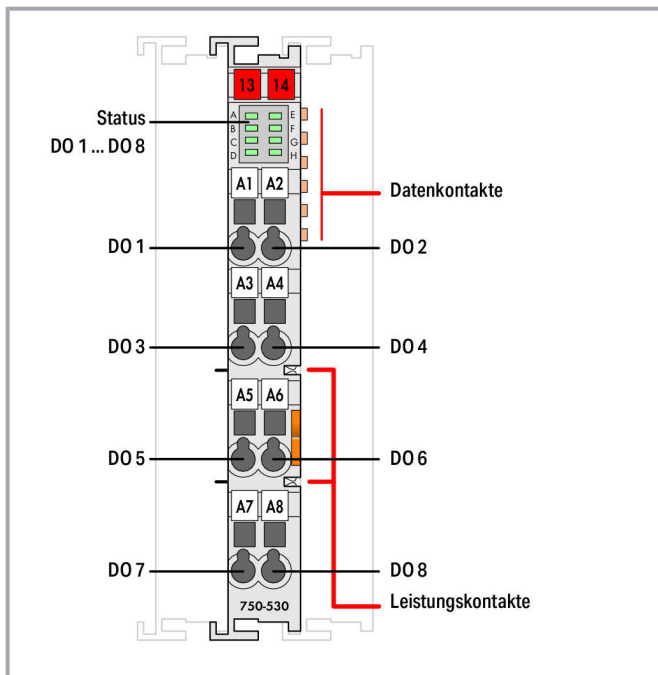 13 14
Status
DO 1 ... DO 8
A E
B F
C G
D H
A1 A2
Datenkontakte
DO 1 DO 2
A3 A4
DO 3 DO 4
A5 A6
DO 5 DO 6
A7 A8
DO 7 DO 8
750-530
Leistungskontakte